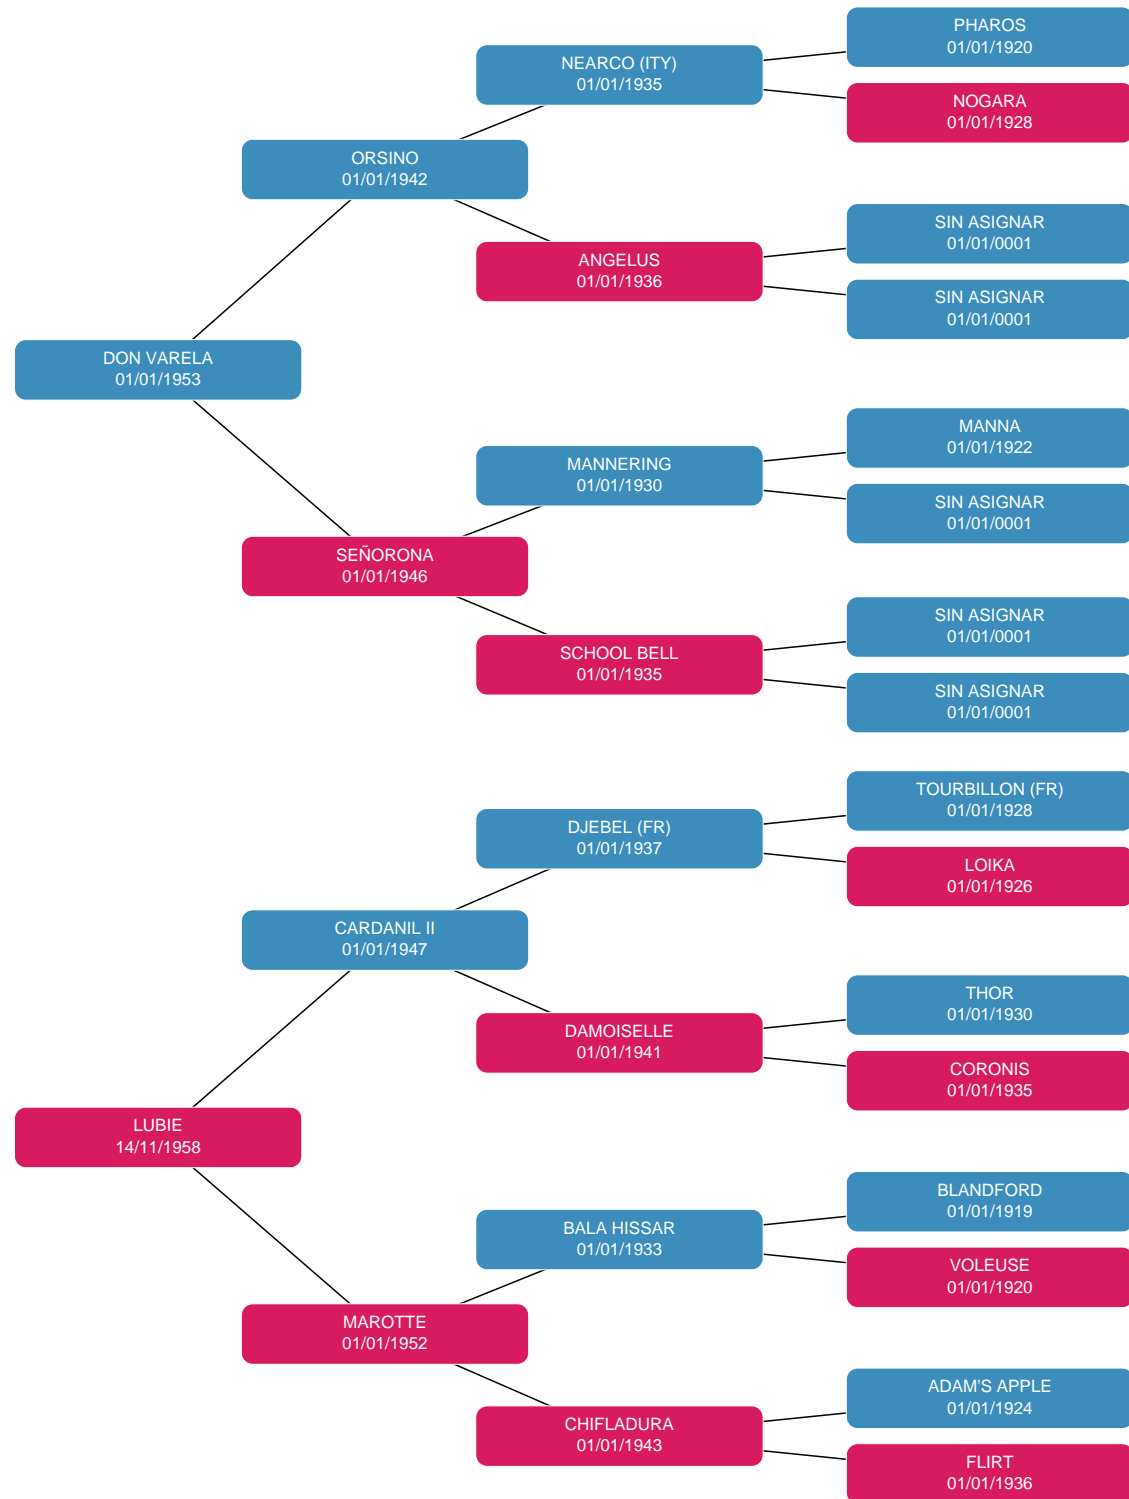 PHAROS
01/01/1920
NEARCO (ITY)
01/01/1935
NOGARA
01/01/1928
ORSINO
01/01/1942
SIN ASIGNAR
01/01/0001
ANGELUS
01/01/1936
SIN ASIGNAR
01/01/0001
DON VARELA
01/01/1953
MANNA
01/01/1922
MANNERING
01/01/1930
SIN ASIGNAR
01/01/0001
SEÑORONA
01/01/1946
SIN ASIGNAR
01/01/0001
SCHOOL BELL
01/01/1935
SIN ASIGNAR
01/01/0001
TOURBILLON (FR)
01/01/1928
DJEBEL (FR)
01/01/1937
LOIKA
01/01/1926
CARDANIL II
01/01/1947
THOR
01/01/1930
DAMOISELLE
01/01/1941
CORONIS
01/01/1935
LUBIE
14/11/1958
BLANDFORD
01/01/1919
BALA HISSAR
01/01/1933
VOLEUSE
01/01/1920
MAROTTE
01/01/1952
ADAM'S APPLE
01/01/1924
CHIFLADURA
01/01/1943
FLIRT
01/01/1936